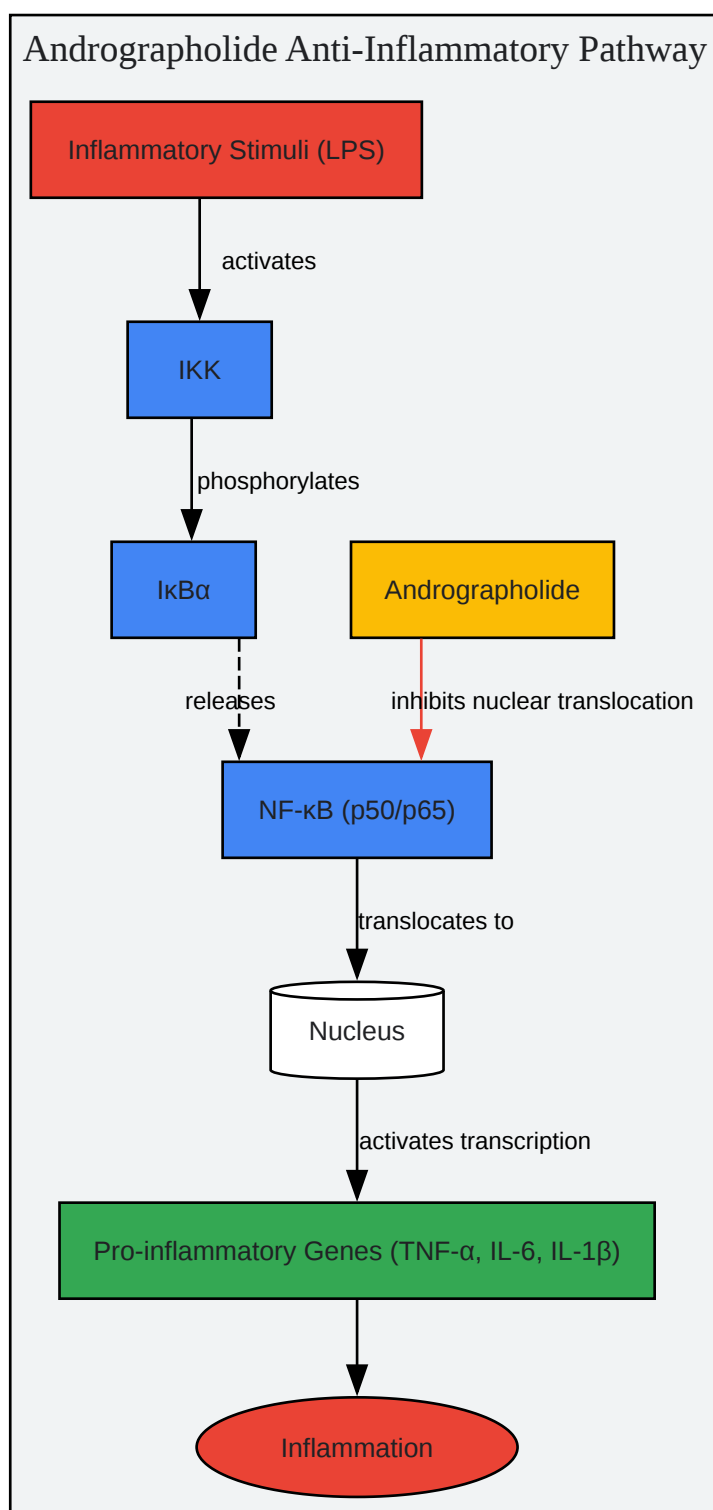 Andrographolide Anti-Inflammatory Pathway
Inflammatory Stimuli (LPS)
activates
IKK
phosphorylates
IκBα
Andrographolide
releases
inhibits nuclear translocation
NF-κB (p50/p65)
translocates to
Nucleus
activates transcription
Pro-inflammatory Genes (TNF-α, IL-6, IL-1β)
Inflammation